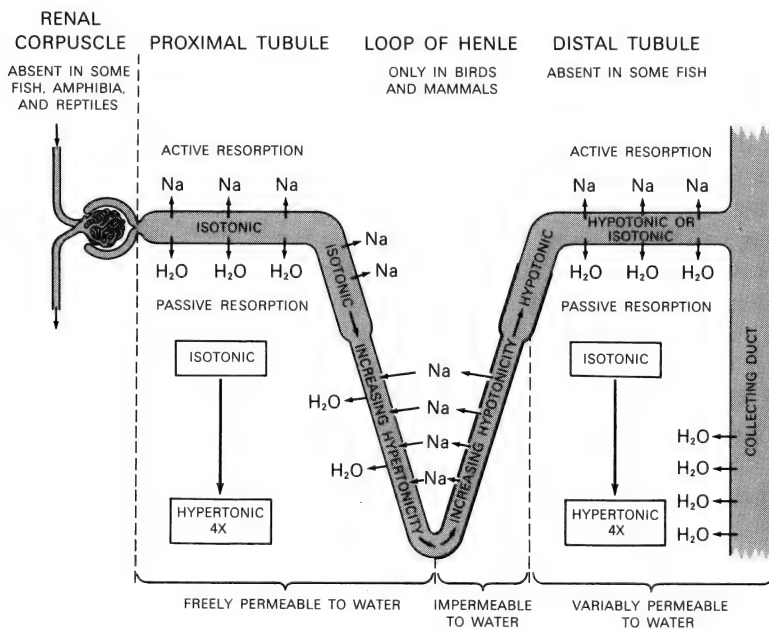 RENAL
CORPUSCLE
ABSENT IN SOME
FISH, AMPHIBIA,
AND REPTILES
PROXIMAL TUBULE
LOOP OF HENLE
ONLY IN BIRDS
AND MAMMALS
DISTAL TUBULE
ABSENT IN SOME FISH
ACTIVE RESORPTION
Na Na Na
ISOTONIC
H₂O H₂O H₂O
PASSIVE RESORPTION
ISOTONIC
HYPERTONIC
4X
ISOTONIC
Na
Na
INCREASING HYPERTONICITY
H₂O
H₂O
Na
Na
Na
Na
INCREASING HYPOTONICITY
HYPOTONIC
ACTIVE RESORPTION
Na Na Na
HYPOTONIC OR
ISOTONIC
H₂O H₂O H₂O
PASSIVE RESORPTION
ISOTONIC
HYPERTONIC
4X
COLLECTING DUCT
H₂O
H₂O
H₂O
H₂O
FREELY PERMEABLE TO WATER
IMPERMEABLE
TO WATER
VARIABLY PERMEABLE
TO WATER